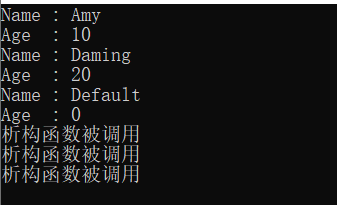 Name : Amy
Age  : 10
Name : Daming
Age  : 20
Name : Default
Age  : 0
析构函数被调用
析构函数被调用
析构函数被调用